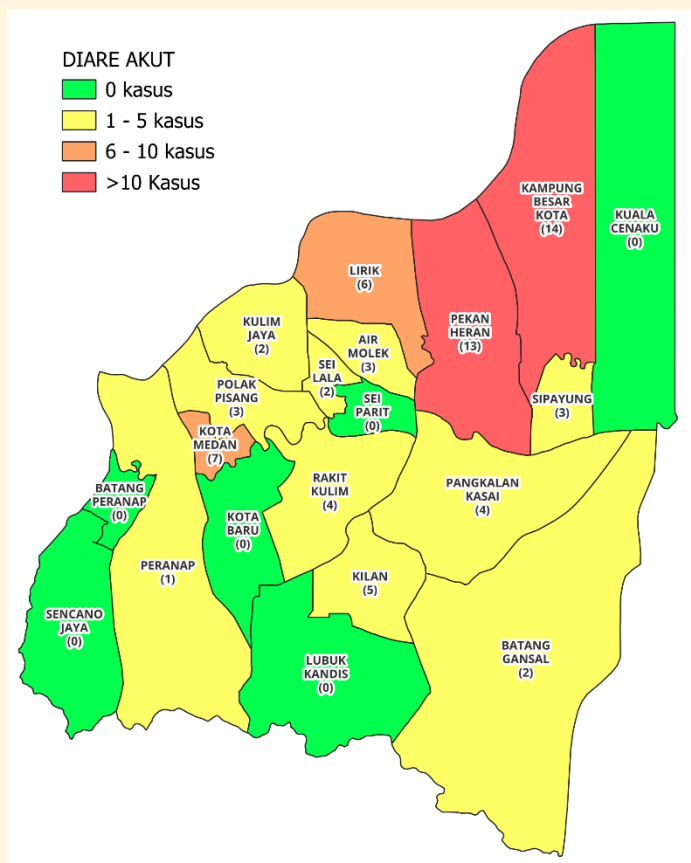 DIARE AKUT
0 kasus
1 - 5 kasus
6 - 10 kasus
>10 Kasus
KAMPUNG
BESAR
KOTA
(14)
KUALA
CENAKU
(0)
LIRIK
(6)
PEKAN
HERAN
(13)
KULIM
JAYA
(2)
AIR
MOLEK
(3)
SEI
LALA
(2)
POLAK
PISANG
(3)
SEI
PARIT
(0)
SIPAYUNG
(3)
KOTA
MEDAN
(7)
BATANG
PERANAP
(0)
RAKIT
KULIM
(4)
PANGKALAN
KASAI
(4)
KOTA
BARU
(0)
PERANAP
(1)
KILAN
(5)
SENCANO
JAYA
(0)
LUBUK
KANDIS
(0)
BATANG
GANSAL
(2)